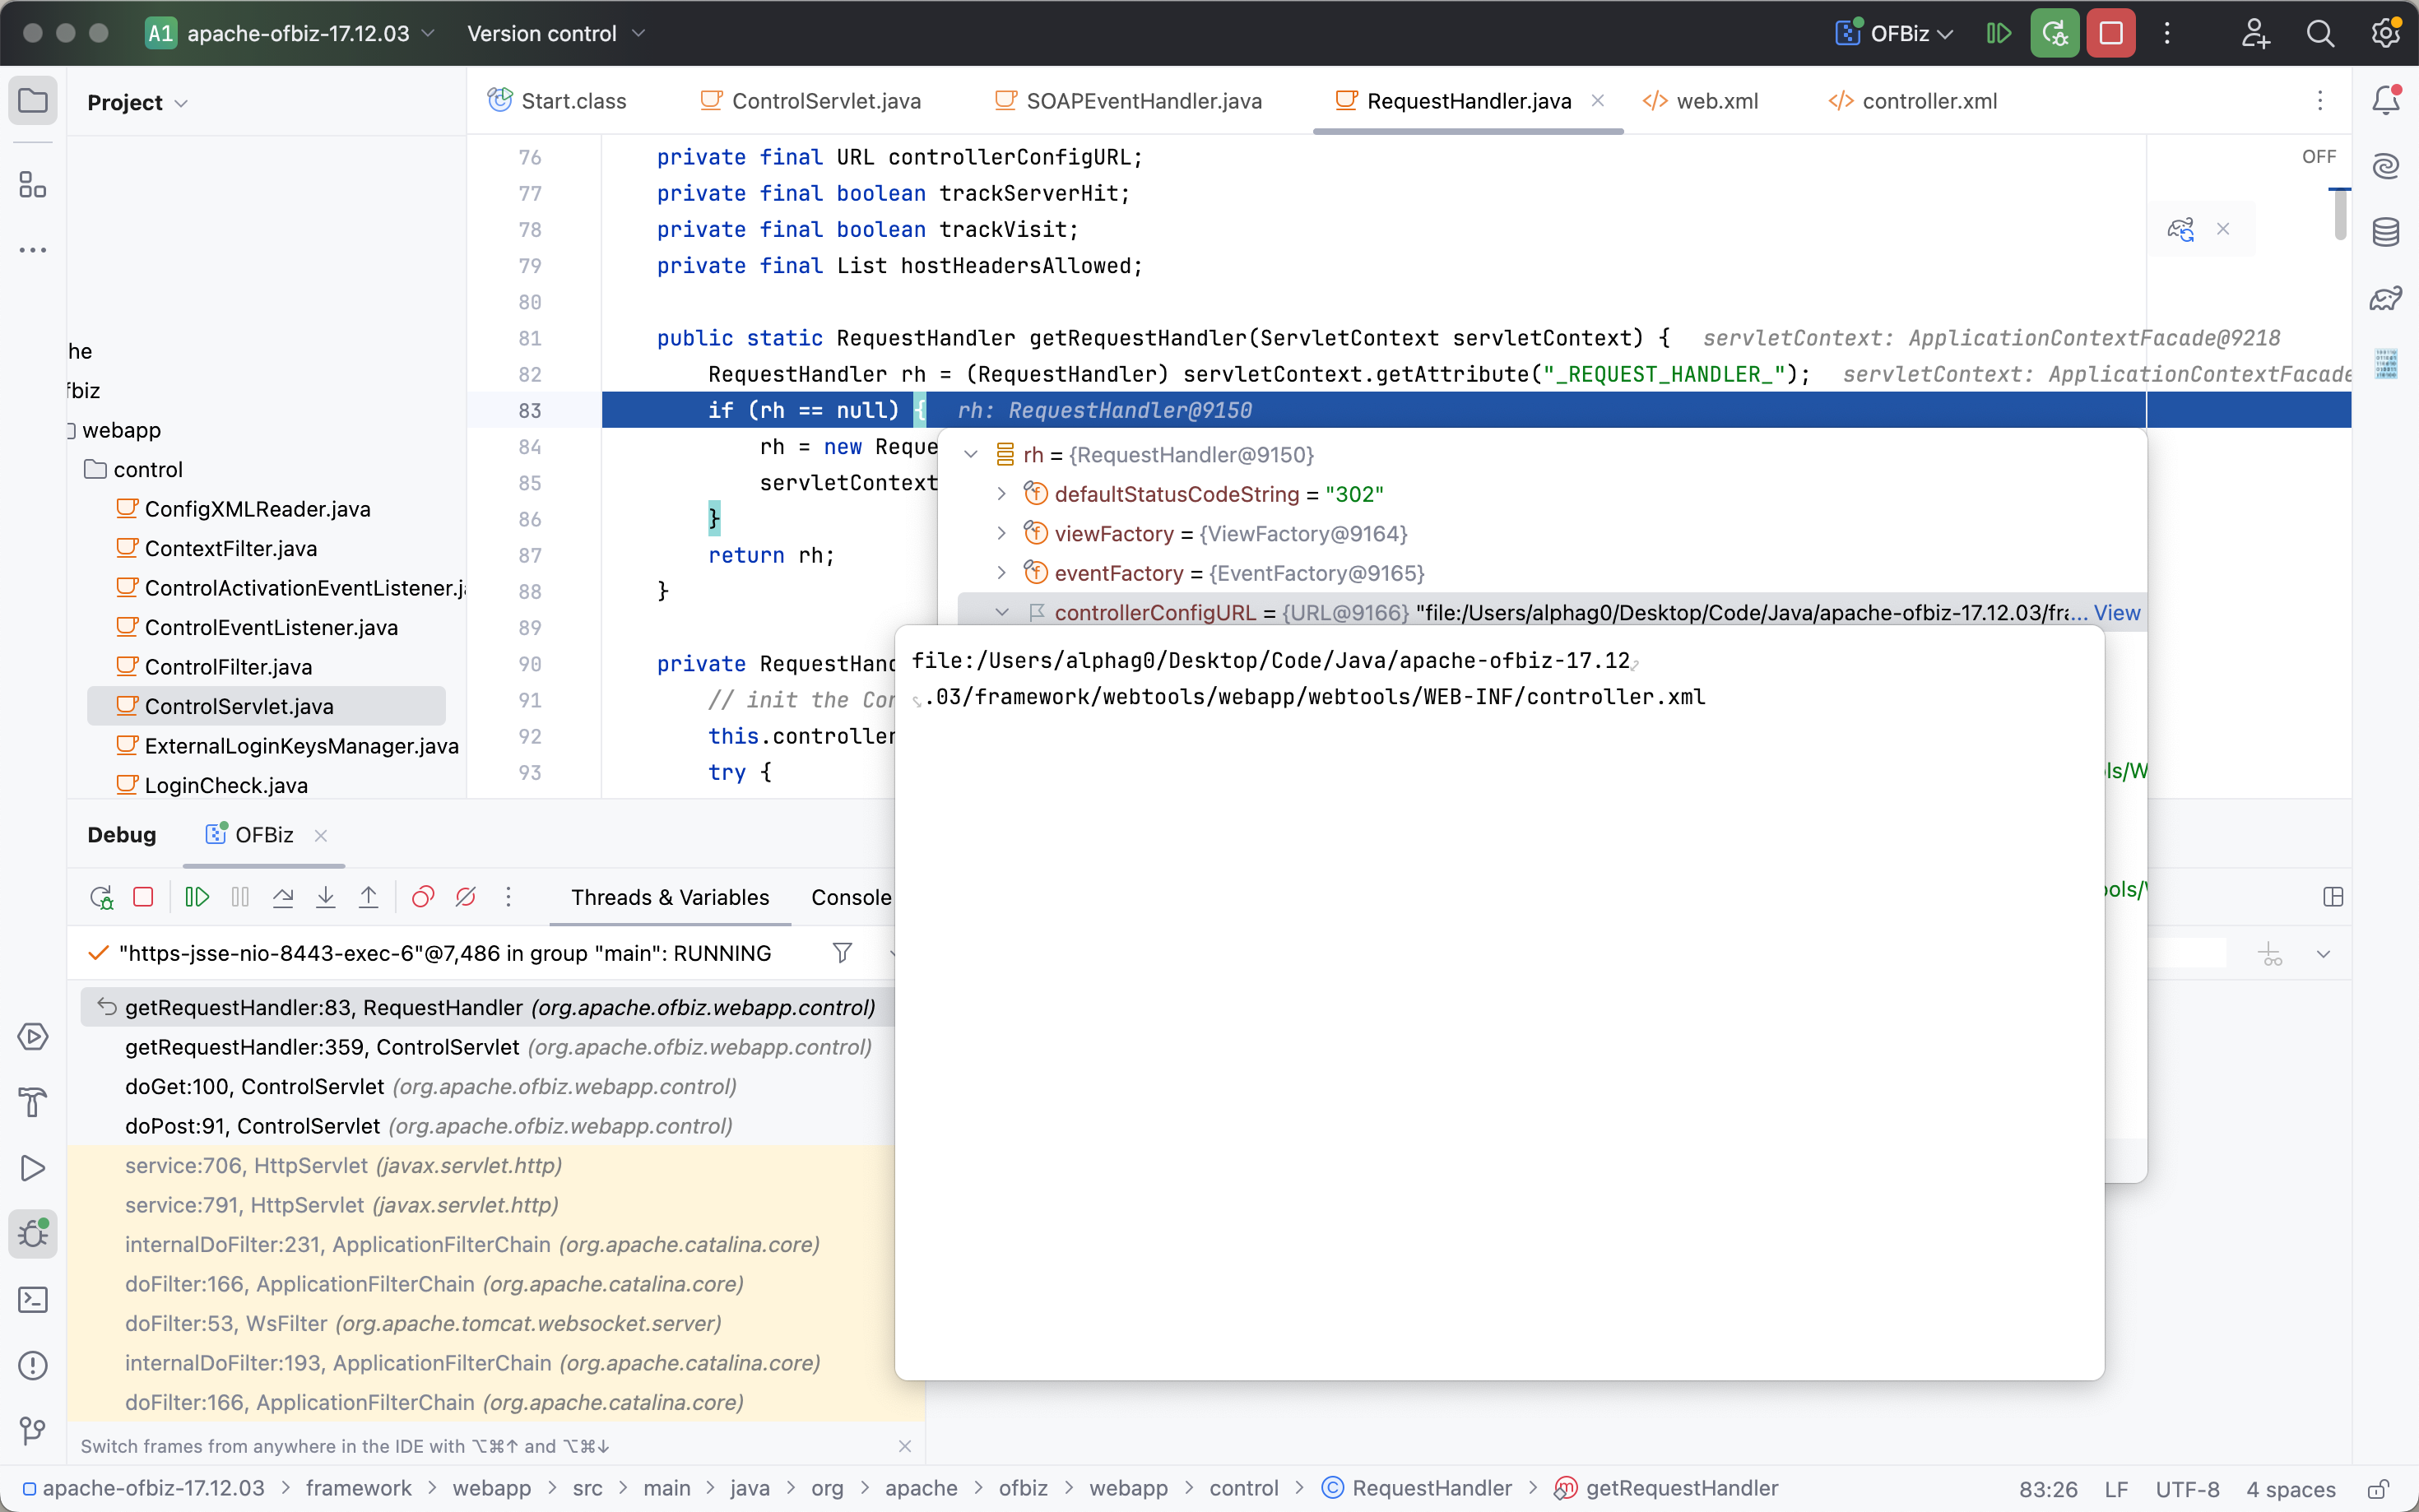 A1 apache-ofbiz-17.12.03 Version control OFBiz
Project
Start.class ControlServlet.java SOAPEventHandler.java RequestHandler.java web.xml controller.xml
he
fbiz
webapp
control
ConfigXMLReader.java
ContextFilter.java
ControlActivationEventListener.j
ControlEventListener.java
ControlFilter.java
ControlServlet.java
ExternalLoginKeysManager.java
LoginCheck.java
OFF
76 private final URL controllerConfigURL;
77 private final boolean trackServerHit;
78 private final boolean trackVisit;
79 private final List hostHeadersAllowed;
80
81 public static RequestHandler getRequestHandler(ServletContext servletContext) { servletContext: ApplicationContextFacade@9218
82 RequestHandler rh = (RequestHandler) servletContext.getAttribute("_REQUEST_HANDLER_"); servletContext: ApplicationContextFacade
83 if (rh == null) { rh: RequestHandler@9150
84 rh = new Reque
85 servletContext
86 }
87 return rh;
88 }
89
90 private RequestHand
91 // init the Con
92 this.controller
93 try {
rh = {RequestHandler@9150}
defaultStatusCodeString = "302"
viewFactory = {ViewFactory@9164}
eventFactory = {EventFactory@9165}
controllerConfigURL = {URL@9166} "file:/Users/alphag0/Desktop/Code/Java/apache-ofbiz-17.12.03/fra... View
file:/Users/alphag0/Desktop/Code/Java/apache-ofbiz-17.12
.03/framework/webtools/webapp/webtools/WEB-INF/controller.xml
ls/W
ools/W
Debug OFBiz
Threads & Variables Console
"https-jsse-nio-8443-exec-6"@7,486 in group "main": RUNNING
getRequestHandler:83, RequestHandler (org.apache.ofbiz.webapp.control)
getRequestHandler:359, ControlServlet (org.apache.ofbiz.webapp.control)
doGet:100, ControlServlet (org.apache.ofbiz.webapp.control)
doPost:91, ControlServlet (org.apache.ofbiz.webapp.control)
service:706, HttpServlet (javax.servlet.http)
service:791, HttpServlet (javax.servlet.http)
internalDoFilter:231, ApplicationFilterChain (org.apache.catalina.core)
doFilter:166, ApplicationFilterChain (org.apache.catalina.core)
doFilter:53, WsFilter (org.apache.tomcat.websocket.server)
internalDoFilter:193, ApplicationFilterChain (org.apache.catalina.core)
doFilter:166, ApplicationFilterChain (org.apache.catalina.core)
Switch frames from anywhere in the IDE with ⌥⌘↑ and ⌥⌘↓
apache-ofbiz-17.12.03 > framework > webapp > src > main > java > org > apache > ofbiz > webapp > control > RequestHandler > getRequestHandler 83:26 LF UTF-8 4 spaces